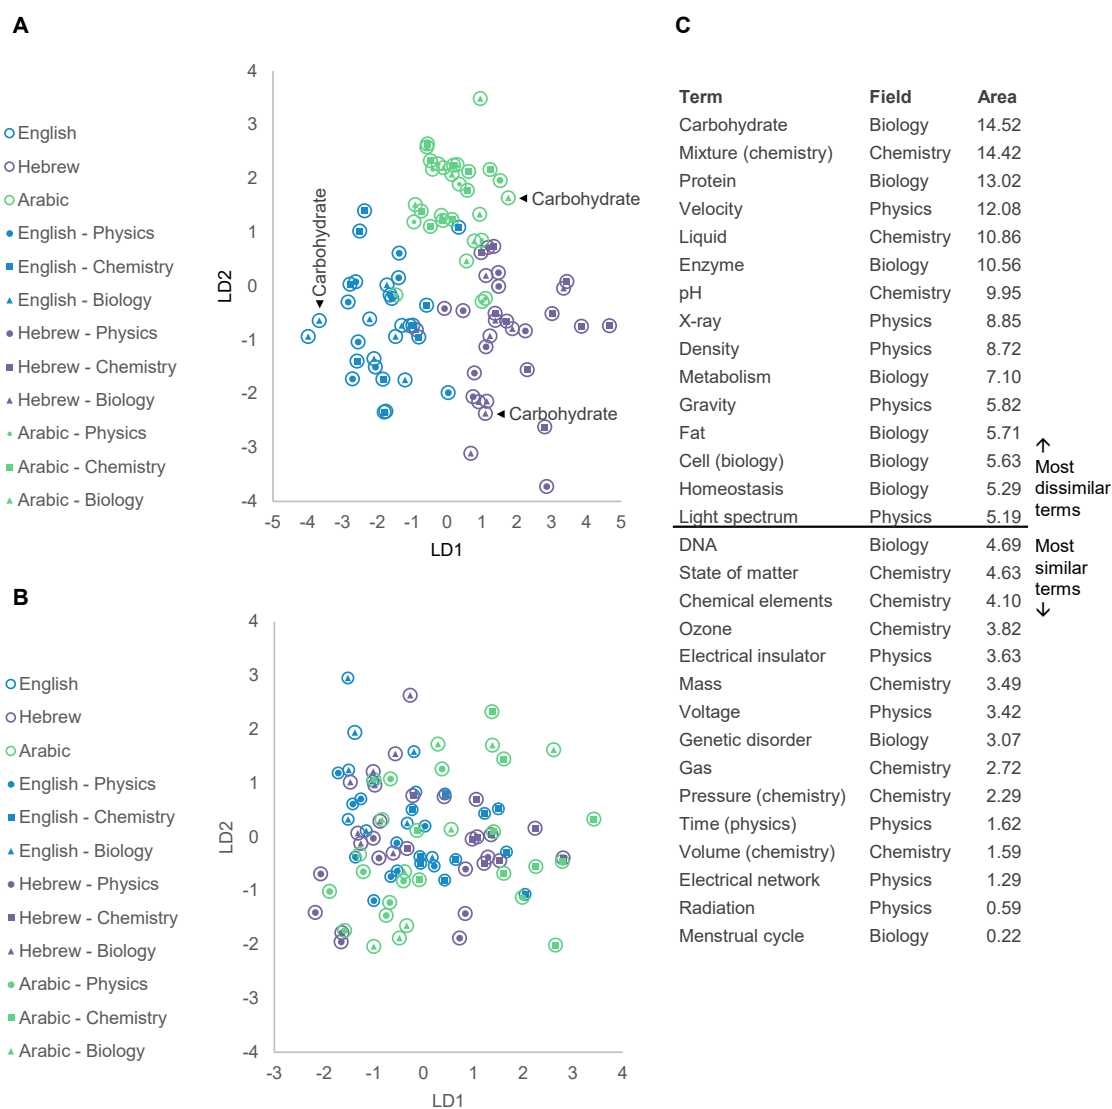 A
4
3
2
1
0
-1
-2
-3
-4
LD2
-5
-4
-3
-2
-1
0
1
2
3
4
5
LD1
English
Hebrew
Arabic
English - Physics
English - Chemistry
English - Biology
Hebrew - Physics
Hebrew - Chemistry
Hebrew - Biology
Arabic - Physics
Arabic - Chemistry
Arabic - Biology
Carbohydrate
Carbohydrate
Carbohydrate
B
4
3
2
1
0
-1
-2
-3
-4
LD2
-3
-2
-1
0
1
2
3
4
LD1
English
Hebrew
Arabic
English - Physics
English - Chemistry
English - Biology
Hebrew - Physics
Hebrew - Chemistry
Hebrew - Biology
Arabic - Physics
Arabic - Chemistry
Arabic - Biology
C
Term Field Area
Carbohydrate Biology 14.52
Mixture (chemistry) Chemistry 14.42
Protein Biology 13.02
Velocity Physics 12.08
Liquid Chemistry 10.86
Enzyme Biology 10.56
pH Chemistry 9.95
X-ray Physics 8.85
Density Physics 8.72
Metabolism Biology 7.10
Gravity Physics 5.82
Fat Biology 5.71
Cell (biology) Biology 5.63
Homeostasis Biology 5.29
Light spectrum Physics 5.19
DNA Biology 4.69
State of matter Chemistry 4.63
Chemical elements Chemistry 4.10
Ozone Chemistry 3.82
Electrical insulator Physics 3.63
Mass Chemistry 3.49
Voltage Physics 3.42
Genetic disorder Biology 3.07
Gas Chemistry 2.72
Pressure (chemistry) Chemistry 2.29
Time (physics) Physics 1.62
Volume (chemistry) Chemistry 1.59
Electrical network Physics 1.29
Radiation Physics 0.59
Menstrual cycle Biology 0.22
↑
Most
dissimilar
terms
Most
similar
terms
↓